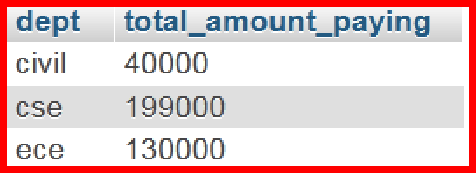 dept total_amount_paying
civil 40000
cse 199000
ece 130000